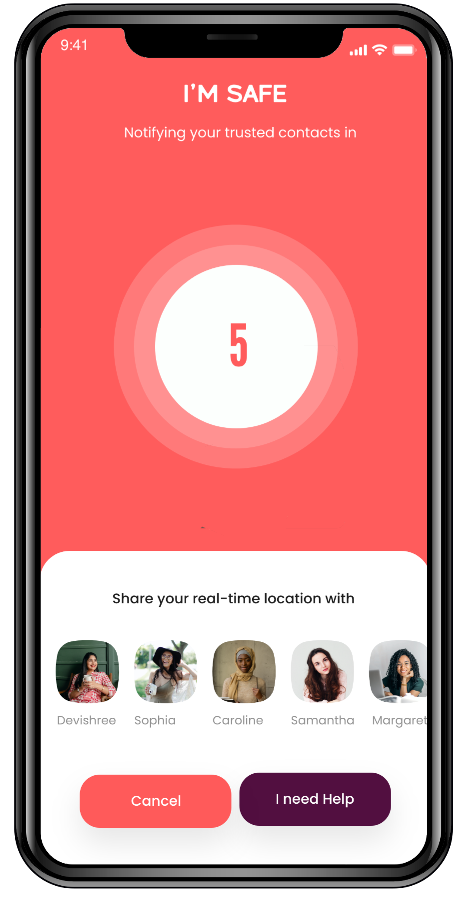 9:41
I'M SAFE
Notifying your trusted contacts in
5
Share your real-time location with
Devishree Sophia Caroline Samantha Margaret
Cancel I need Help